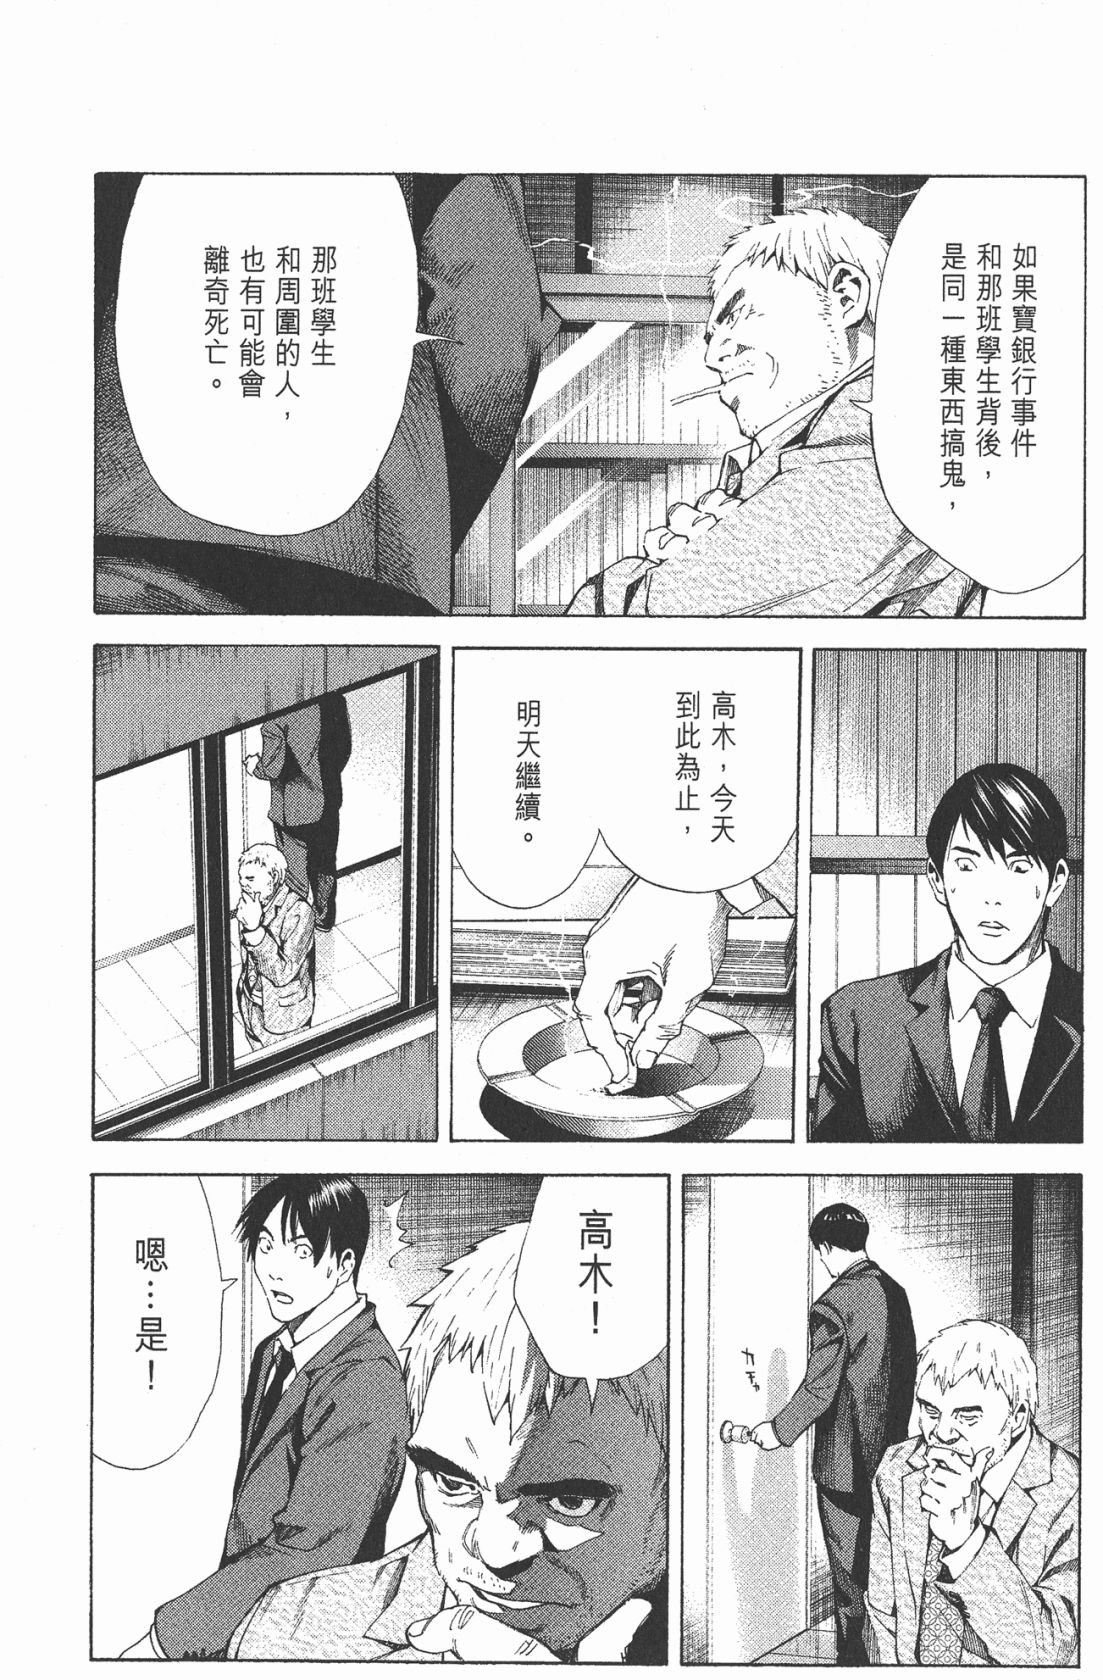 如果寶銀行事件
和那班學生背後，
是同一種東西搞鬼，
那班學生
和周圍的人，
也有可能會
離奇死亡。
高木，今天
到此為止，
明天繼續。
カチャ
高木！
嗯…是！